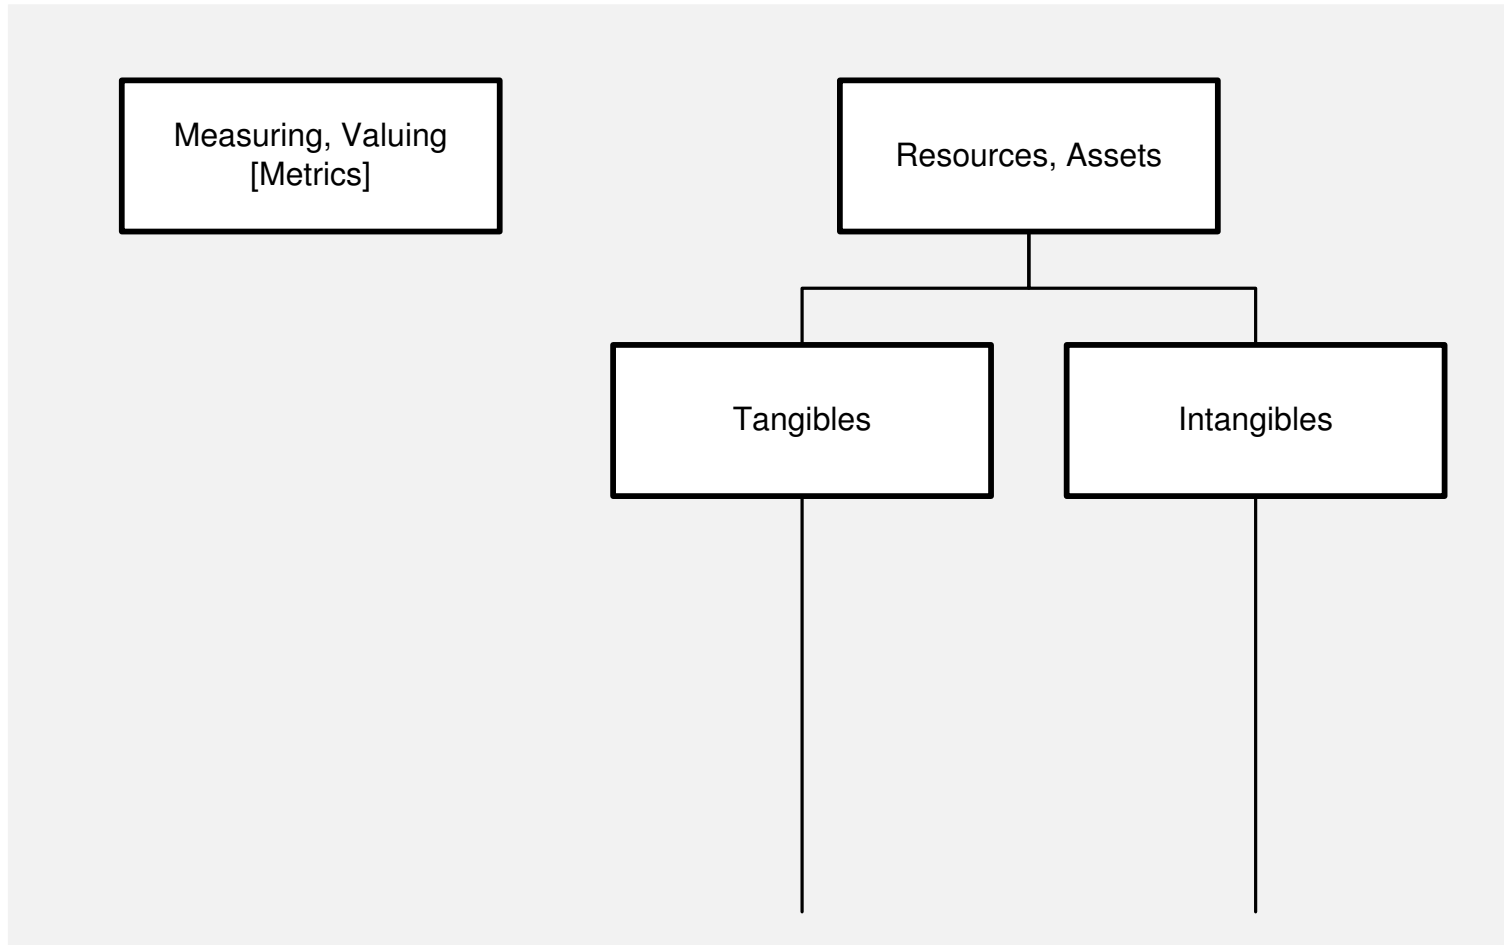 Measuring, Valuing
[Metrics]
Resources, Assets
Tangibles
Intangibles